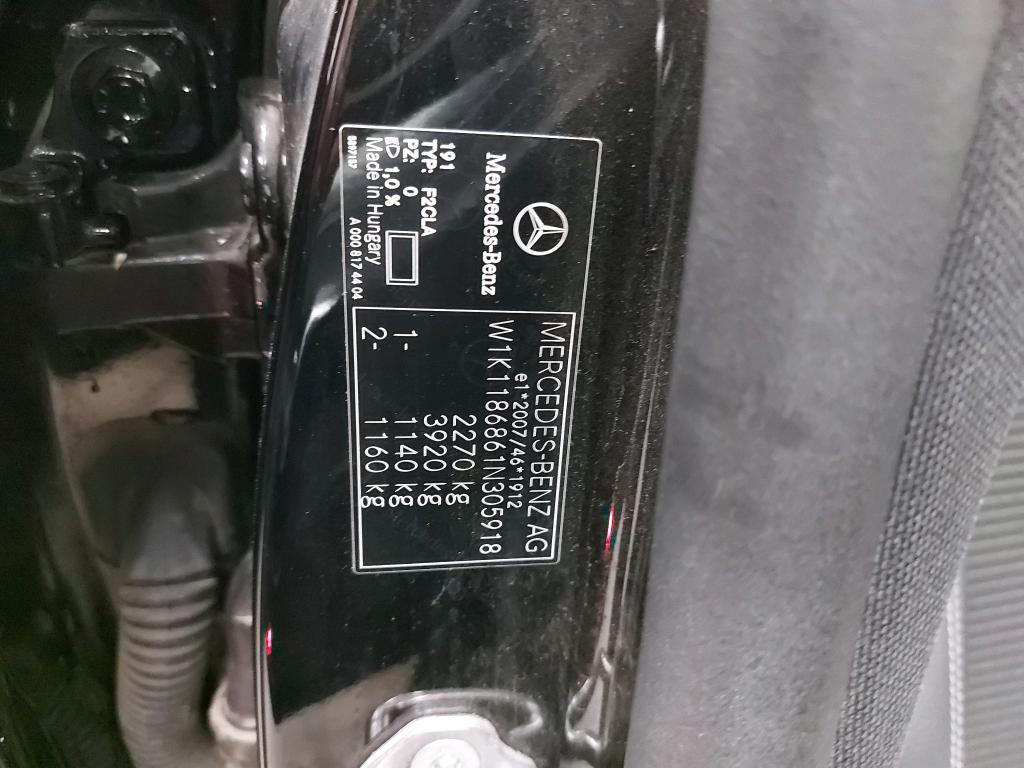 Mercedes-Benz
191
TYP: F2CLA
PZ: 0
1,0 %
Made in Hungary
A 000 817 44 04
MERCEDES-BENZ AG
e1*2007/46*1912
W1K1186861N305918
2270 kg
3920 kg
1- 1140 kg
2- 1160 kg